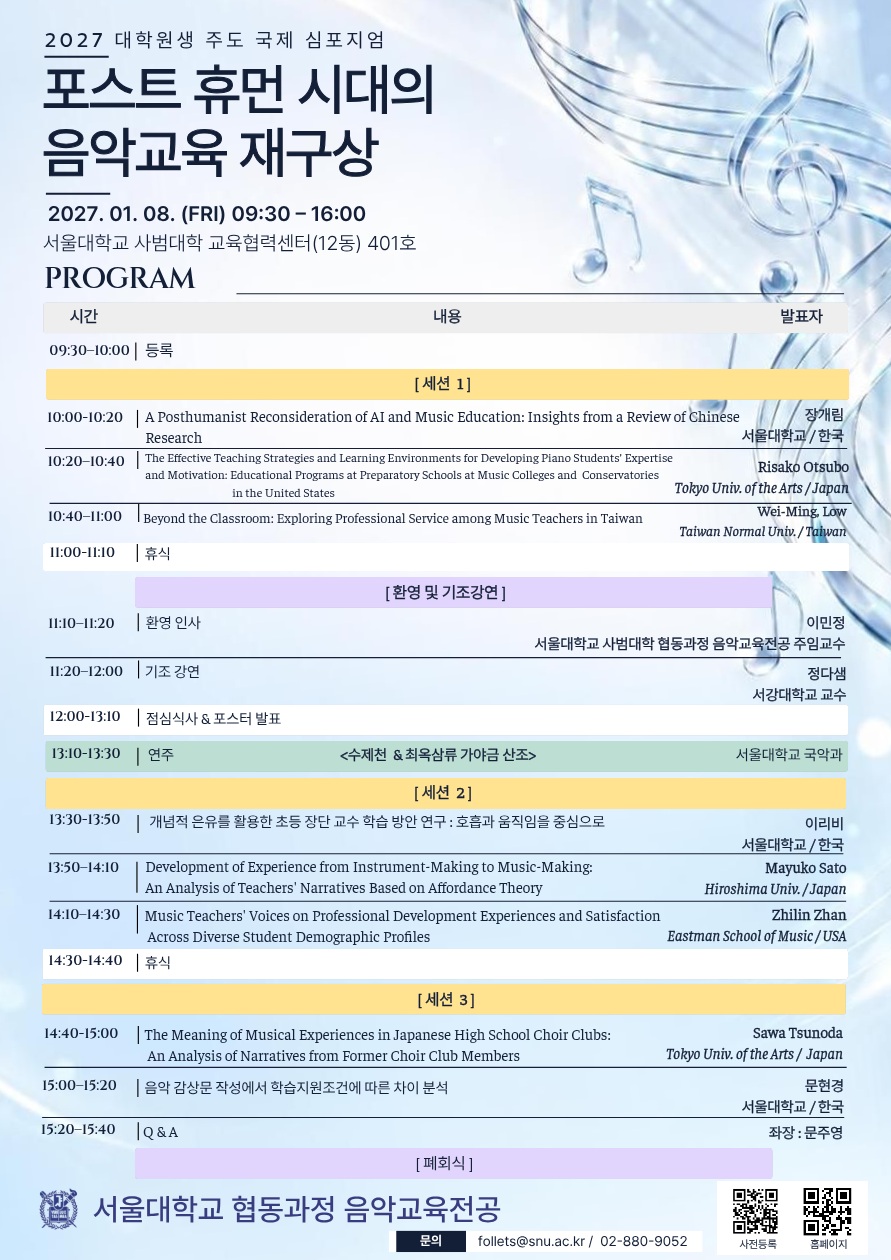 2027 대학원생 주도 국제 심포지엄
포스트 휴먼 시대의
음악교육 재구상
2027. 01. 08. (FRI) 09:30 – 16:00
서울대학교 사범대학 교육협력센터(12동) 401호
PROGRAM
시간 내용 발표자
09:30–10:00 | 등록
[ 세션 1 ]
10:00-10:20 | A Posthumanist Reconsideration of AI and Music Education: Insights from a Review of Chinese 장개림
Research 서울대학교 / 한국
10:20–10:40 | The Effective Teaching Strategies and Learning Environments for Developing Piano Students' Expertise
and Motivation: Educational Programs at Preparatory Schools at Music Colleges and Conservatories Risako Otsubo
in the United States Tokyo Univ. of the Arts / Japan
10:40–11:00 | Beyond the Classroom: Exploring Professional Service among Music Teachers in Taiwan Wei-Ming, Low
Taiwan Normal Univ. / Taiwan
11:00-11:10 | 휴식
[ 환영 및 기조강연 ]
11:10–11:20 | 환영 인사 이민정
서울대학교 사범대학 협동과정 음악교육전공 주임교수
11:20–12:00 | 기조 강연 정다샘
서강대학교 교수
12:00-13:10 | 점심식사 & 포스터 발표
13:10-13:30 | 연주 <수제천 & 최옥삼류 가야금 산조> 서울대학교 국악과
[ 세션 2 ]
13:30-13:50 | 개념적 은유를 활용한 초등 장단 교수 학습 방안 연구 : 호흡과 움직임을 중심으로 이리비
서울대학교 / 한국
13:50–14:10 | Development of Experience from Instrument-Making to Music-Making: Mayuko Sato
An Analysis of Teachers' Narratives Based on Affordance Theory Hiroshima Univ. / Japan
14:10–14:30 | Music Teachers' Voices on Professional Development Experiences and Satisfaction Zhilin Zhan
Across Diverse Student Demographic Profiles Eastman School of Music / USA
14:30-14:40 | 휴식
[ 세션 3 ]
14:40-15:00 | The Meaning of Musical Experiences in Japanese High School Choir Clubs: Sawa Tsunoda
An Analysis of Narratives from Former Choir Club Members Tokyo Univ. of the Arts / Japan
15:00–15:20 | 음악 감상문 작성에서 학습지원조건에 따른 차이 분석 문현경
서울대학교 / 한국
15:20–15:40 | Q & A 좌장 : 문주영
[ 폐회식 ]
서울대학교 협동과정 음악교육전공
문의 follets@snu.ac.kr / 02-880-9052
사전등록 홈페이지